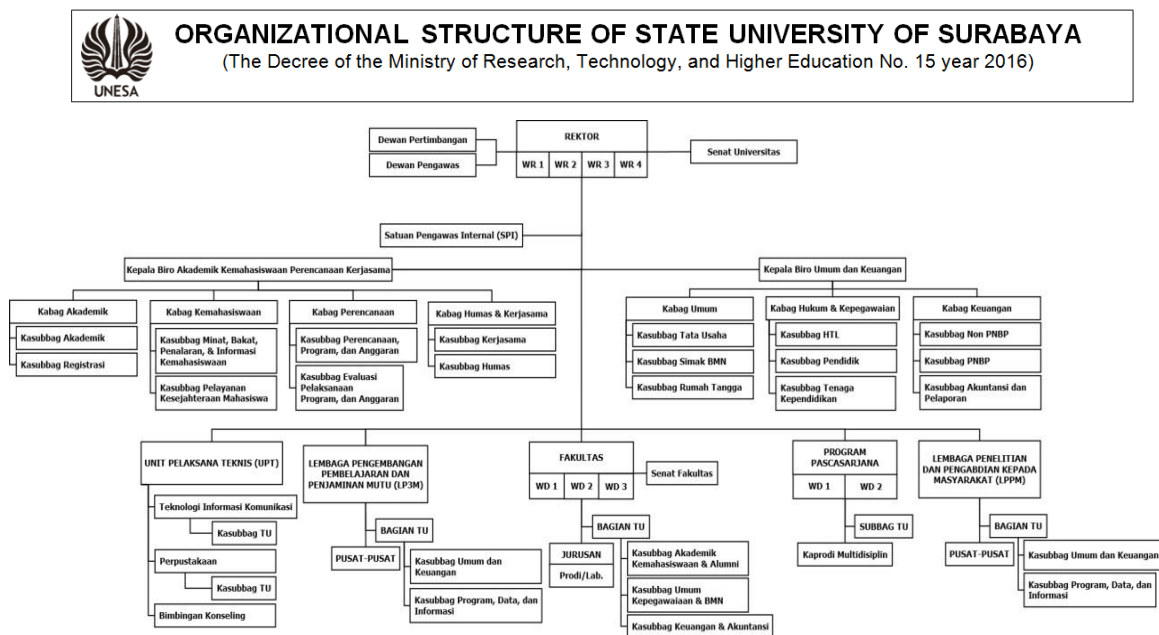 UNESA
ORGANIZATIONAL STRUCTURE OF STATE UNIVERSITY OF SURABAYA
(The Decree of the Ministry of Research, Technology, and Higher Education No. 15 year 2016)
Dewan Pertimbangan
Dewan Pengawas
REKTOR
WR 1
WR 2
WR 3
WR 4
Senat Universitas
Satuan Pengawas Internal (SPI)
Kepala Biro Akademik Kemahasiswaan Perencanaan Kerjasama
Kepala Biro Umum dan Keuangan
Kabag Akademik
Kasubbag Akademik
Kasubbag Registrasi
Kabag Kemahasiswaan
Kasubbag Minat, Bakat,
Penalaran, & Informasi
Kemahasiswaan
Kasubbag Pelayanan
Kesejahteraan Mahasiswa
Kabag Perencanaan
Kasubbag Perencanaan,
Program, dan Anggaran
Kasubbag Evaluasi
Pelaksanaan
Program, dan Anggaran
Kabag Humas & Kerjasama
Kasubbag Kerjasama
Kasubbag Humas
Kabag Umum
Kasubbag Tata Usaha
Kasubbag Simak BMN
Kasubbag Rumah Tangga
Kabag Hukum & Kepegawaian
Kasubbag HTL
Kasubbag Pendidik
Kasubbag Tenaga
Kependidikan
Kabag Keuangan
Kasubbag Non PNBP
Kasubbag PNBP
Kasubbag Akuntansi dan
Pelaporan
UNIT PELAKSANA TEKNIS (UPT)
Teknologi Informasi Komunikasi
Kasubbag TU
Perpustakaan
Kasubbag TU
Bimbingan Konseling
LEMBAGA PENGEMBANGAN
PEMBELAJARAN DAN
PENJAMINAN MUTU (LP3M)
BAGIAN TU
PUSAT-PUSAT
Kasubbag Umum dan
Keuangan
Kasubbag Program, Data, dan
Informasi
FAKULTAS
WD 1
WD 2
WD 3
Senat Fakultas
BAGIAN TU
JURUSAN
Prodi/Lab.
Kasubbag Akademik
Kemahasiswaan & Alumni
Kasubbag Umum
Kepegawaiaan & BMN
Kasubbag Keuangan & Akuntansi
PROGRAM
PASCASARJANA
WD 1
WD 2
SUBBAG TU
Kaprodi Multidisiplin
LEMBAGA PENELITIAN
DAN PENGABDIAN KEPADA
MASYARAKAT (LPPM)
BAGIAN TU
PUSAT-PUSAT
Kasubbag Umum dan Keuangan
Kasubbag Program, Data, dan
Informasi